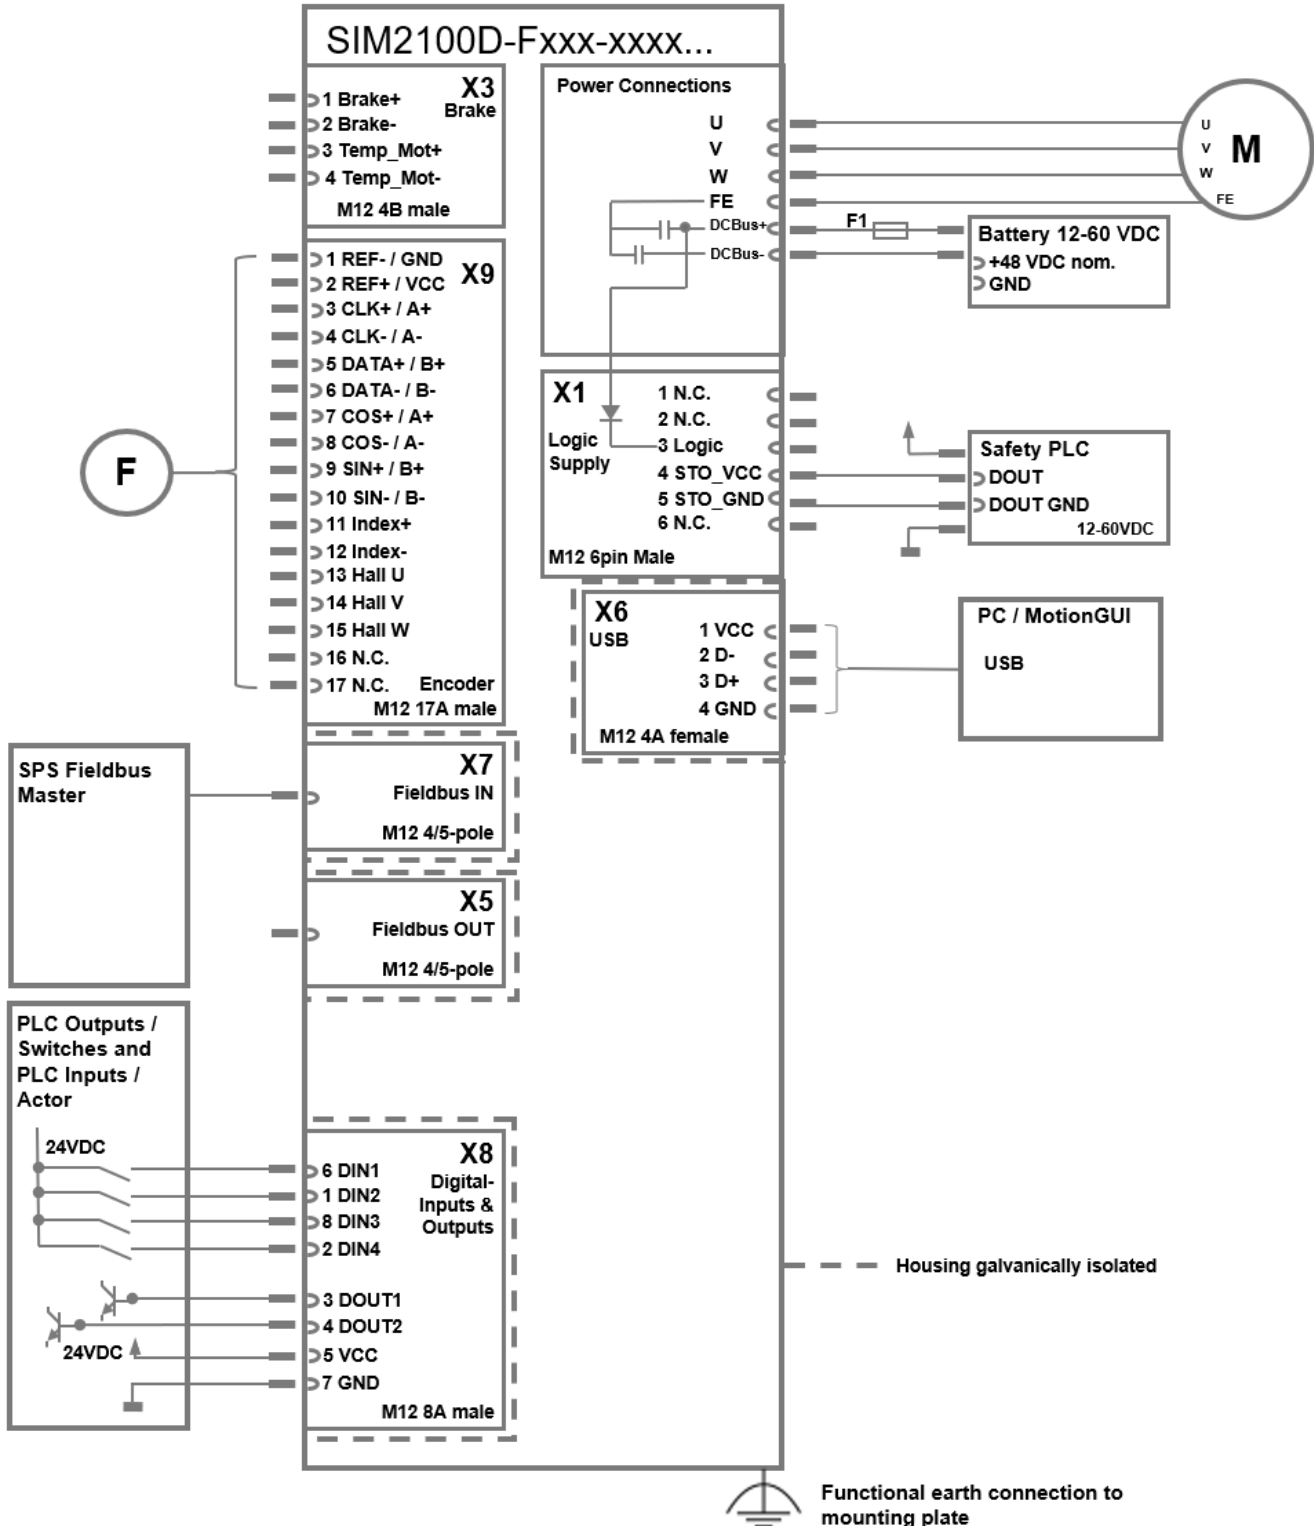 SIM2100D-Fxxx-xxxx...
X3
Brake
1 Brake+
2 Brake-
3 Temp_Mot+
4 Temp_Mot-
M12 4B male
Power Connections
U
V
W
FE
DCBus+
DCBus-
U
V
W
FE
M
F1
Battery 12-60 VDC
+48 VDC nom.
GND
X9
1 REF- / GND
2 REF+ / VCC
3 CLK+ / A+
4 CLK- / A-
5 DATA+ / B+
6 DATA- / B-
7 COS+ / A+
8 COS- / A-
9 SIN+ / B+
10 SIN- / B-
11 Index+
12 Index-
13 Hall U
14 Hall V
15 Hall W
16 N.C.
17 N.C.
Encoder
M12 17A male
F
X1
Logic
Supply
1 N.C.
2 N.C.
3 Logic
4 STO_VCC
5 STO_GND
6 N.C.
M12 6pin Male
Safety PLC
DOUT
DOUT GND
12-60VDC
X6
USB
1 VCC
2 D-
3 D+
4 GND
M12 4A female
PC / MotionGUI
USB
SPS Fieldbus
Master
X7
Fieldbus IN
M12 4/5-pole
X5
Fieldbus OUT
M12 4/5-pole
PLC Outputs /
Switches and
PLC Inputs /
Actor
24VDC
24VDC
X8
Digital-
Inputs &
Outputs
6 DIN1
1 DIN2
8 DIN3
2 DIN4
3 DOUT1
4 DOUT2
5 VCC
7 GND
M12 8A male
Housing galvanically isolated
Functional earth connection to
mounting plate